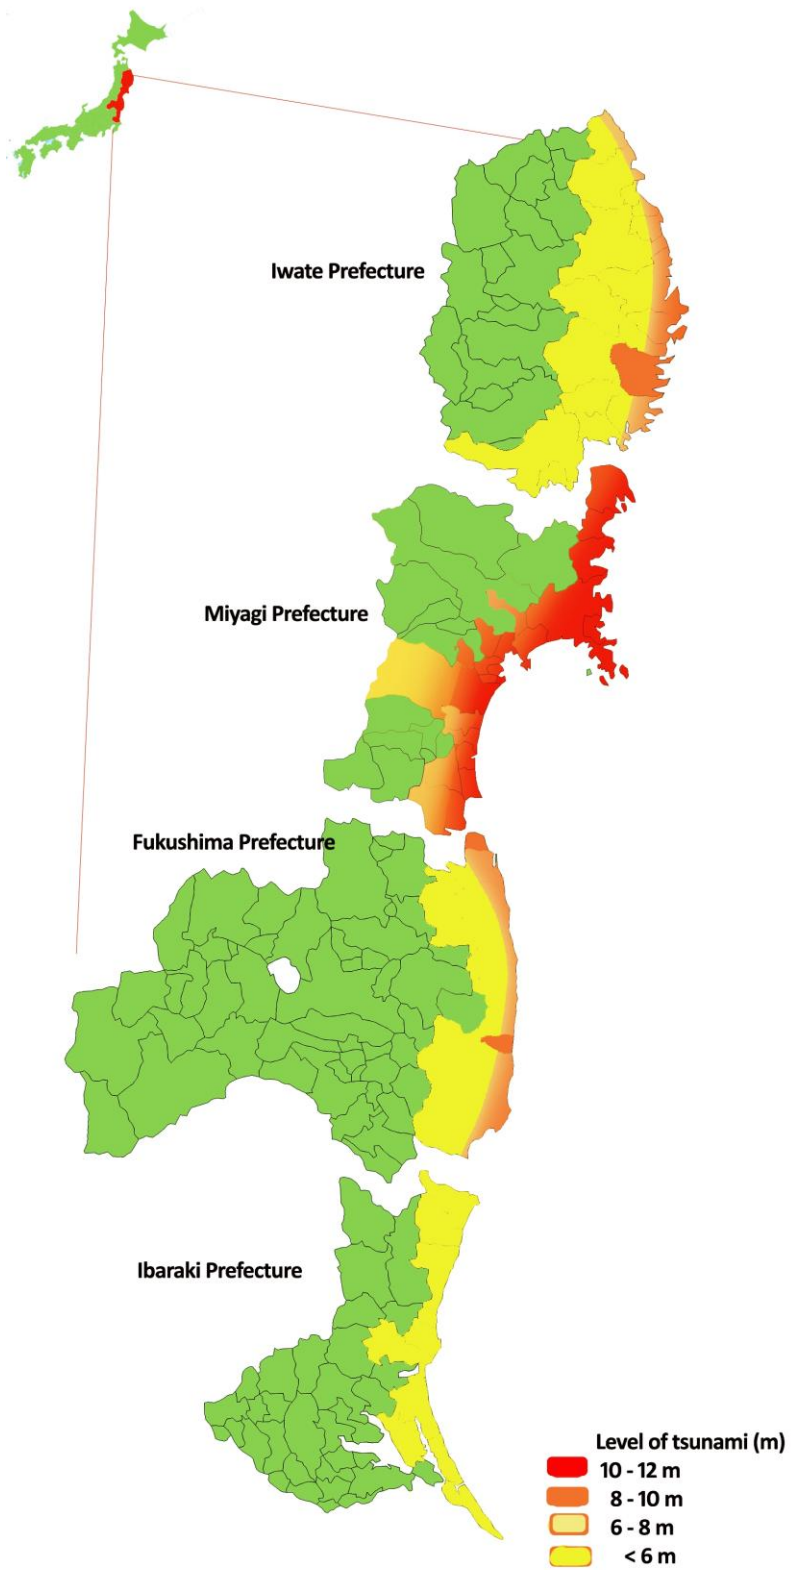 Iwate Prefecture
Miyagi Prefecture
Fukushima Prefecture
Ibaraki Prefecture
Level of tsunami (m)
10 - 12 m
8 - 10 m
6 - 8 m
< 6 m